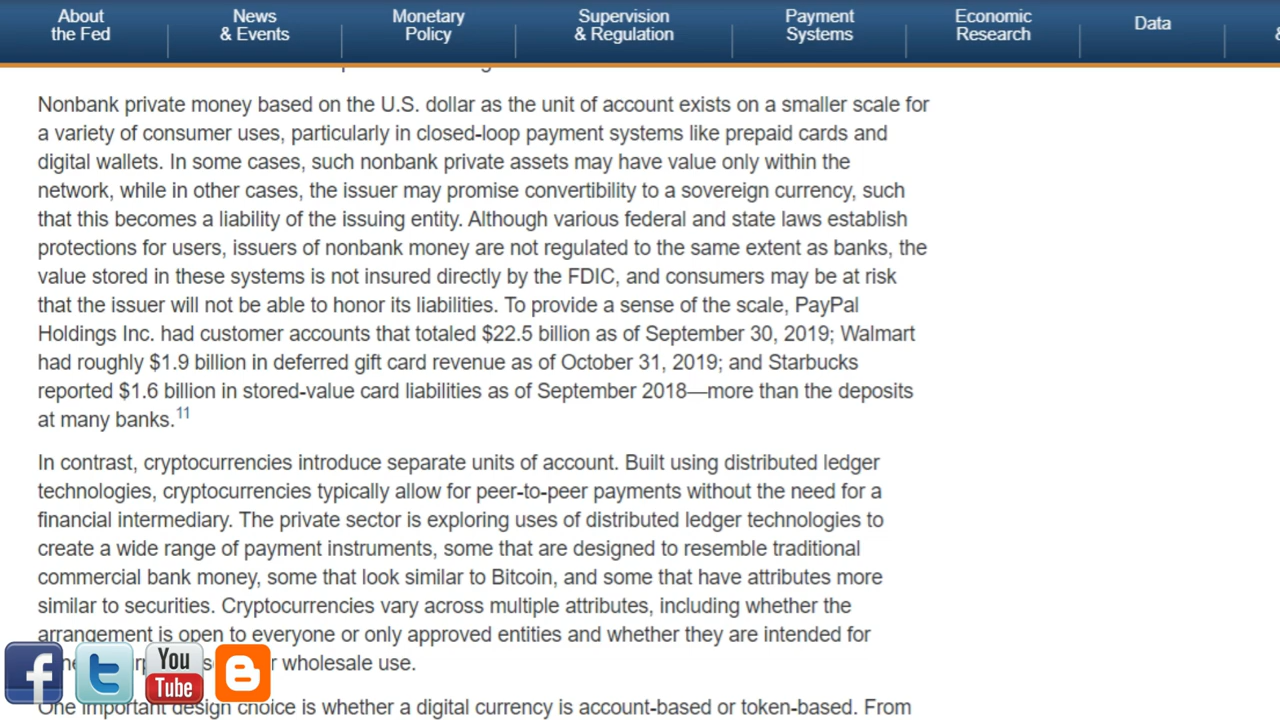 About
the Fed
News
& Events
Monetary
Policy
Supervision
& Regulation
Payment
Systems
Economic
Research
Data
&
Nonbank private money based on the U.S. dollar as the unit of account exists on a smaller scale for
a variety of consumer uses, particularly in closed-loop payment systems like prepaid cards and
digital wallets. In some cases, such nonbank private assets may have value only within the
network, while in other cases, the issuer may promise convertibility to a sovereign currency, such
that this becomes a liability of the issuing entity. Although various federal and state laws establish
protections for users, issuers of nonbank money are not regulated to the same extent as banks, the
value stored in these systems is not insured directly by the FDIC, and consumers may be at risk
that the issuer will not be able to honor its liabilities. To provide a sense of the scale, PayPal
Holdings Inc. had customer accounts that totaled $22.5 billion as of September 30, 2019; Walmart
had roughly $1.9 billion in deferred gift card revenue as of October 31, 2019; and Starbucks
reported $1.6 billion in stored-value card liabilities as of September 2018—more than the deposits
at many banks.11
In contrast, cryptocurrencies introduce separate units of account. Built using distributed ledger
technologies, cryptocurrencies typically allow for peer-to-peer payments without the need for a
financial intermediary. The private sector is exploring uses of distributed ledger technologies to
create a wide range of payment instruments, some that are designed to resemble traditional
commercial bank money, some that look similar to Bitcoin, and some that have attributes more
similar to securities. Cryptocurrencies vary across multiple attributes, including whether the
arrangement is open to everyone or only approved entities and whether they are intended for
wholesale use.
You
Tube
One important design choice is whether a digital currency is account-based or token-based. From